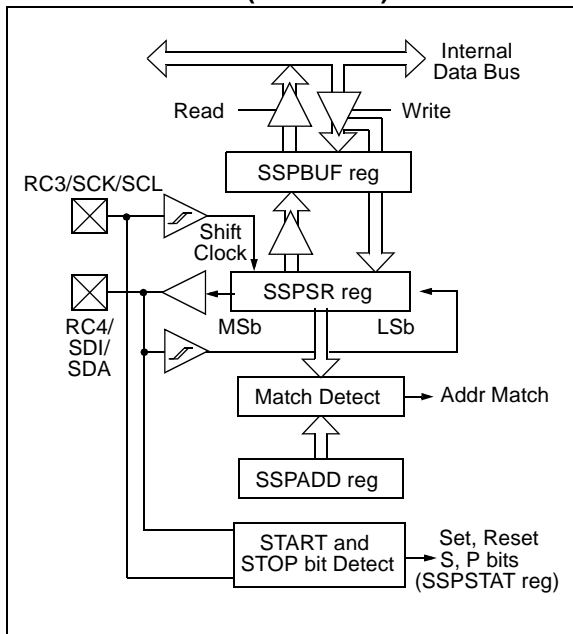 Internal
Data Bus
Read
Write
SSPBUF reg
RC3/SCK/SCL
Shift
Clock
SSPSR reg
MSb
LSb
RC4/
SDI/
SDA
Match Detect
Addr Match
SSPADD reg
START and
STOP bit Detect
Set, Reset
S, P bits
(SSPSTAT reg)